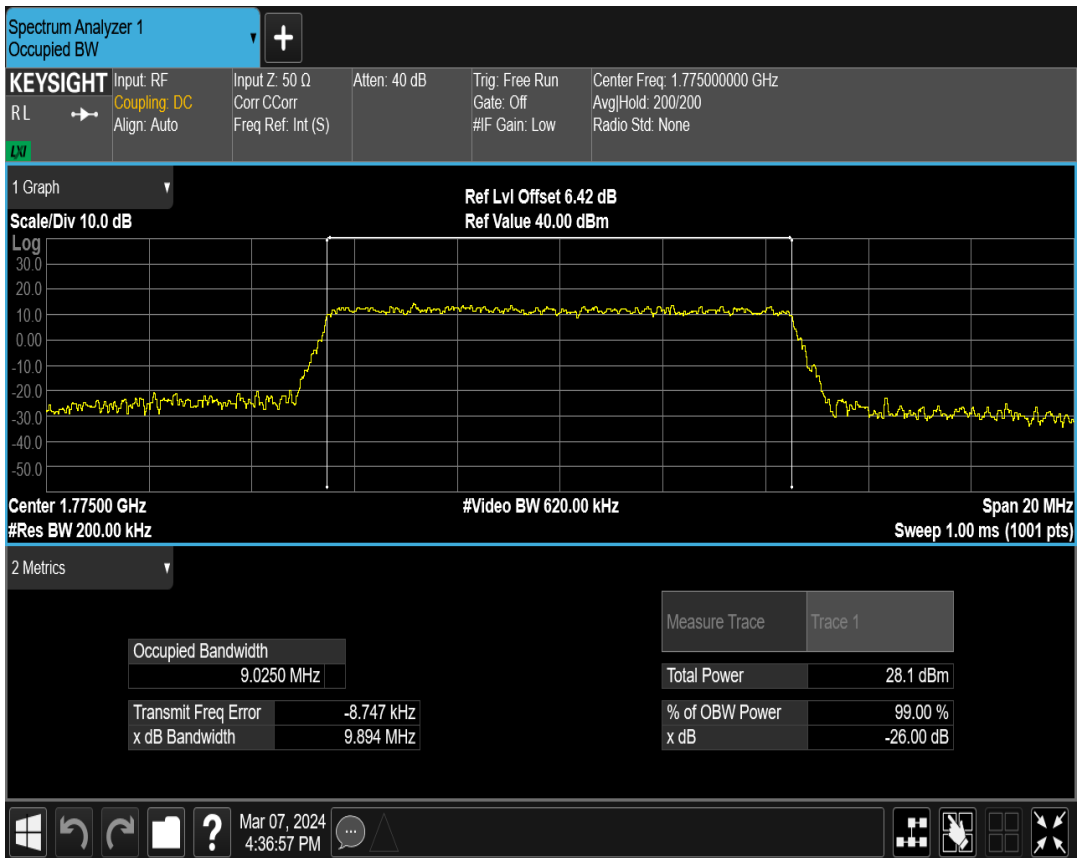 Spectrum Analyzer 1
Occupied BW
KEYSIGHT
RL
LXI
Input: RF
Coupling: DC
Align: Auto
Input Z: 50 Ω
Corr CCorr
Freq Ref: Int (S)
Atten: 40 dB
Trig: Free Run
Gate: Off
#IF Gain: Low
Center Freq: 1.775000000 GHz
Avg|Hold: 200/200
Radio Std: None
1 Graph
Scale/Div 10.0 dB
Ref Lvl Offset 6.42 dB
Ref Value 40.00 dBm
Log
30.0
20.0
10.0
0.00
-10.0
-20.0
-30.0
-40.0
-50.0
Center 1.77500 GHz
#Video BW 620.00 kHz
Span 20 MHz
#Res BW 200.00 kHz
Sweep 1.00 ms (1001 pts)
2 Metrics
Measure Trace Trace 1
Occupied Bandwidth
9.0250 MHz
Total Power 28.1 dBm
Transmit Freq Error -8.747 kHz
% of OBW Power 99.00 %
x dB Bandwidth 9.894 MHz
x dB -26.00 dB
?
Mar 07, 2024
4:36:57 PM